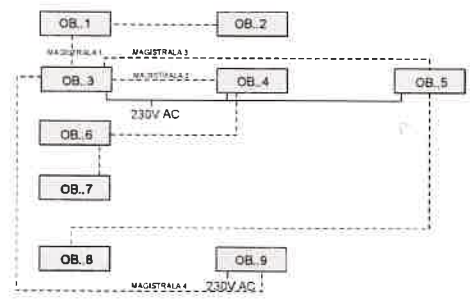 OB..1
OB..2
MAGISTRALA 1
MAGISTRALA 3
OB..3
MAGISTRALA 2
OB..4
OB..5
230V AC
OB..6
OB..7
OB..8
OB..9
MAGISTRALA 4
230V AC